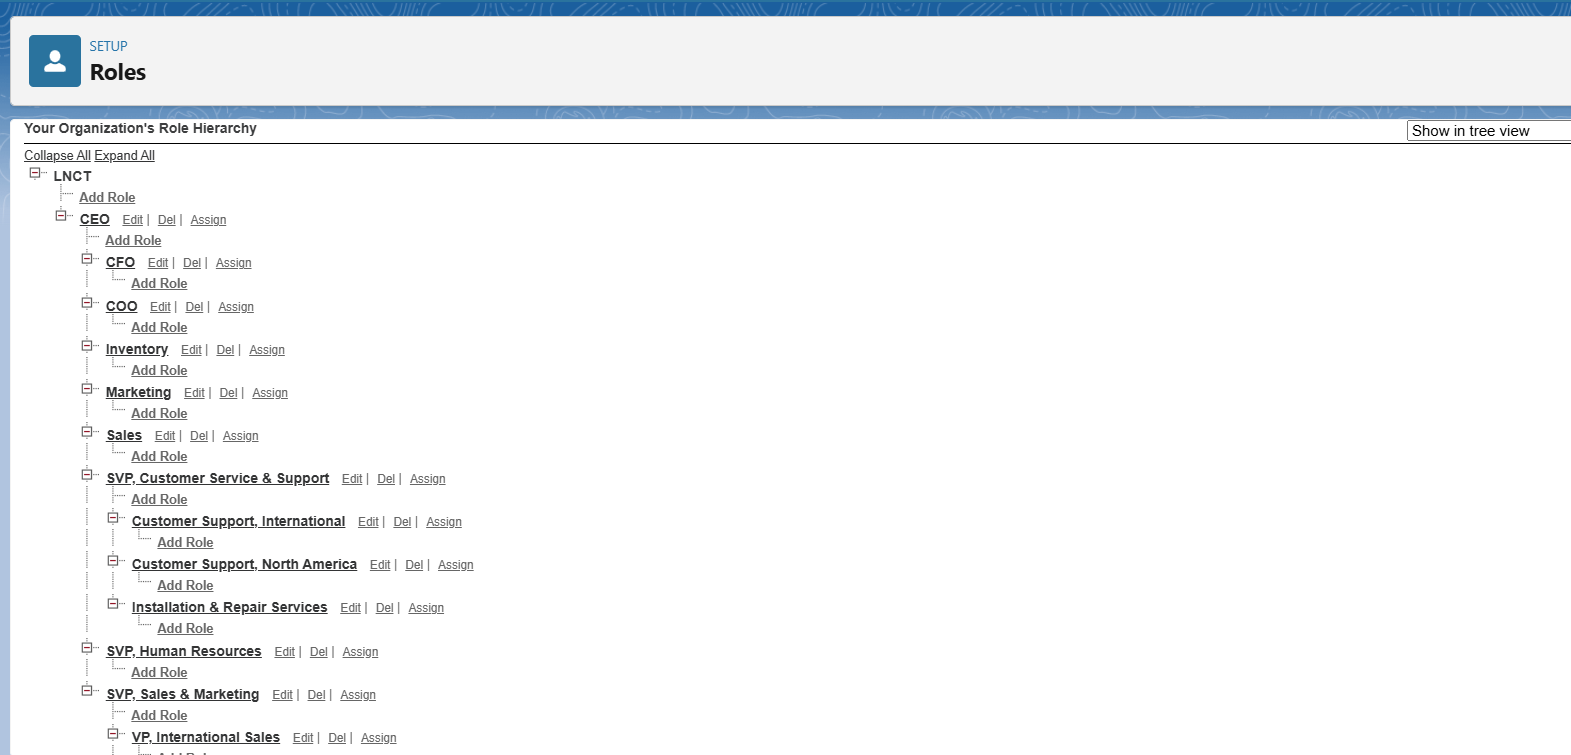 SETUP
Roles
Your Organization's Role Hierarchy
Show in tree view
Collapse All Expand All
LNCT
Add Role
CEO Edit | Del | Assign
Add Role
CFO Edit | Del | Assign
Add Role
COO Edit | Del | Assign
Add Role
Inventory Edit | Del | Assign
Add Role
Marketing Edit | Del | Assign
Add Role
Sales Edit | Del | Assign
Add Role
SVP, Customer Service & Support Edit | Del | Assign
Add Role
Customer Support, International Edit | Del | Assign
Add Role
Customer Support, North America Edit | Del | Assign
Add Role
Installation & Repair Services Edit | Del | Assign
Add Role
SVP, Human Resources Edit | Del | Assign
Add Role
SVP, Sales & Marketing Edit | Del | Assign
Add Role
VP, International Sales Edit | Del | Assign